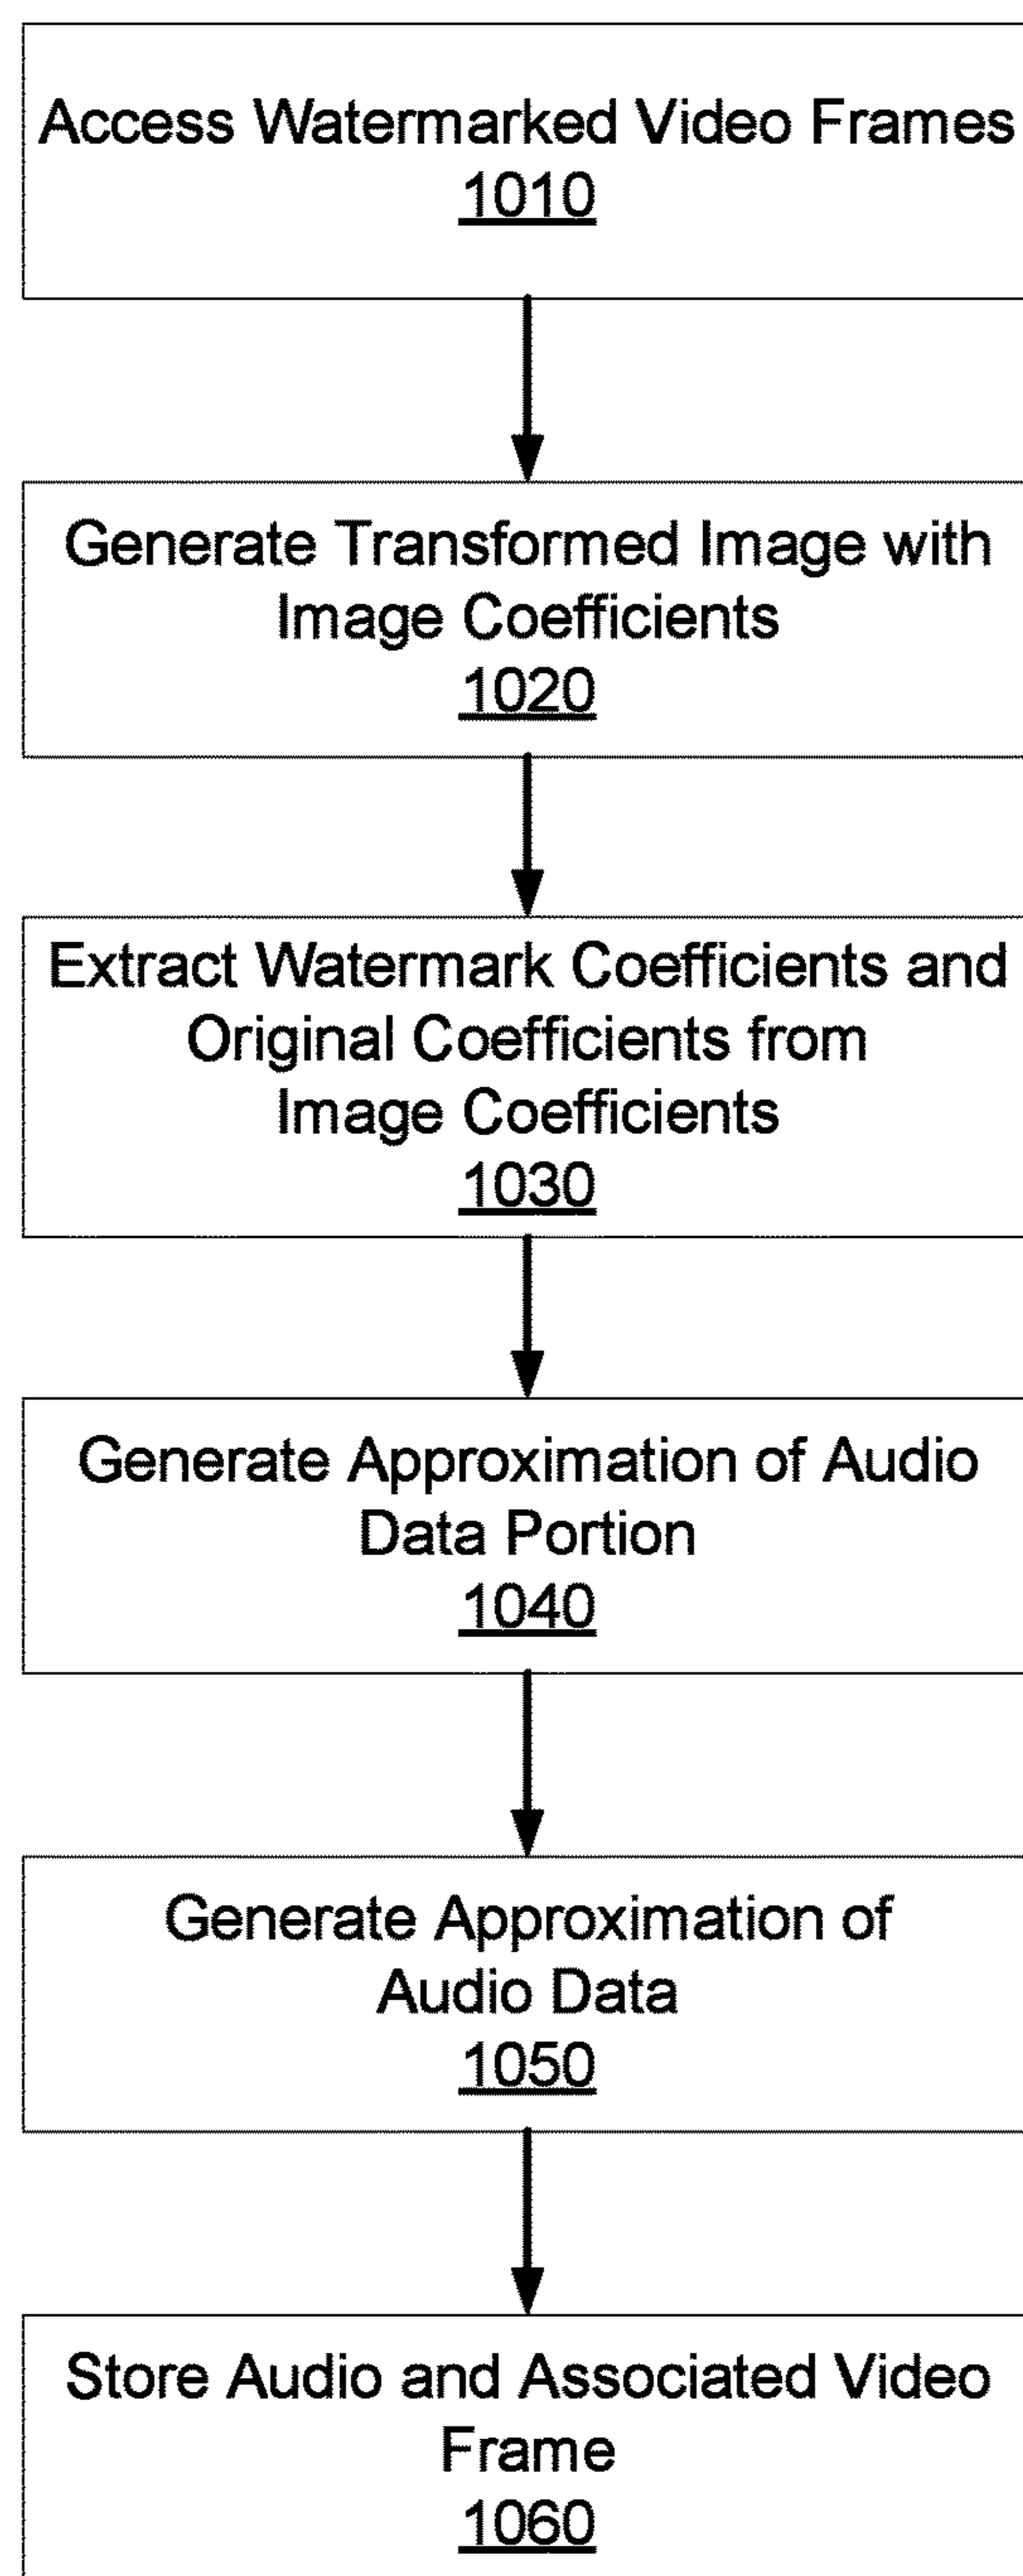 Access Watermarked Video Frames
1010
Generate Transformed Image with
Image Coefficients
1020
Extract Watermark Coefficients and
Original Coefficients from
Image Coefficients
1030
Generate Approximation of Audio
Data Portion
1040
Generate Approximation of
Audio Data
1050
Store Audio and Associated Video
Frame
1060